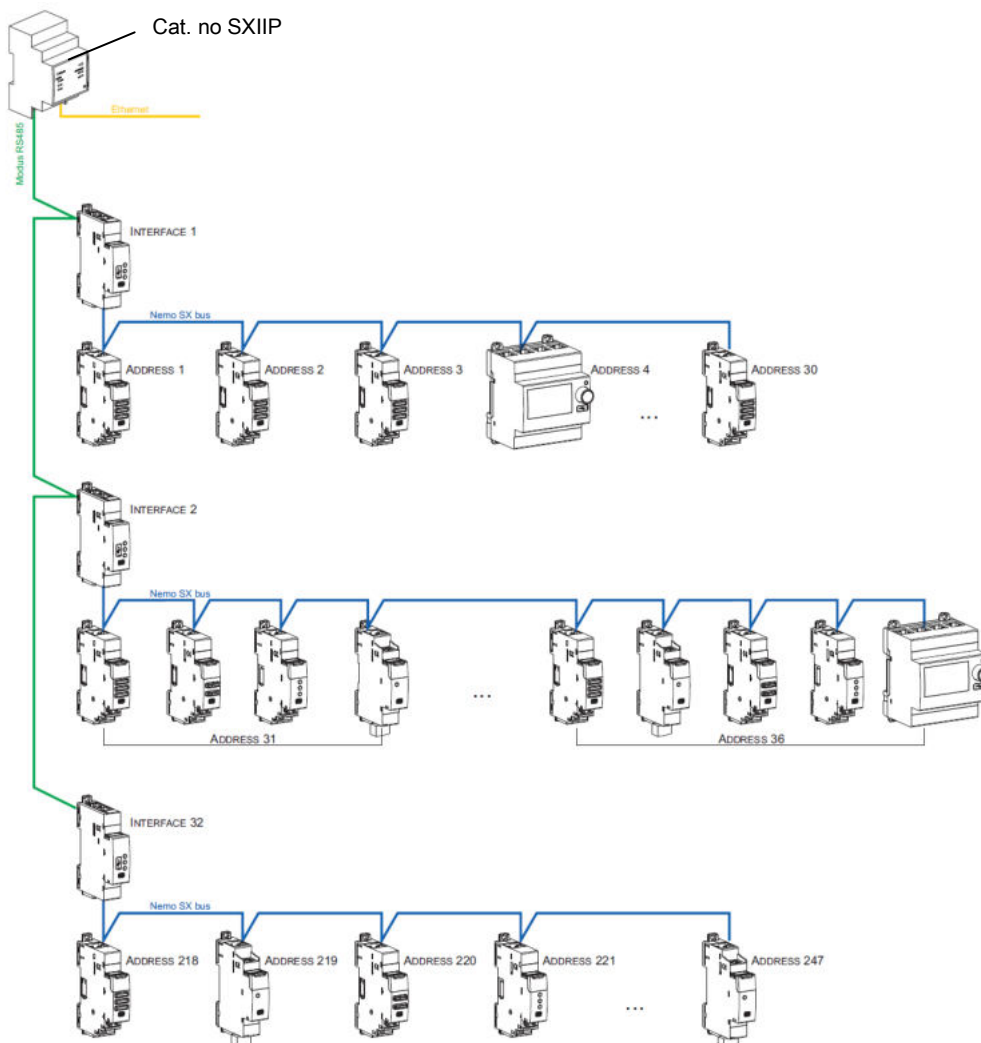 Cat. no SXIIP
Ethernet
Modus RS485
INTERFACE 1
Nemo SX bus
ADDRESS 1
ADDRESS 2
ADDRESS 3
ADDRESS 4
ADDRESS 30
...
INTERFACE 2
Nemo SX bus
...
ADDRESS 31
ADDRESS 36
INTERFACE 32
Nemo SX bus
ADDRESS 218
ADDRESS 219
ADDRESS 220
ADDRESS 221
ADDRESS 247
...